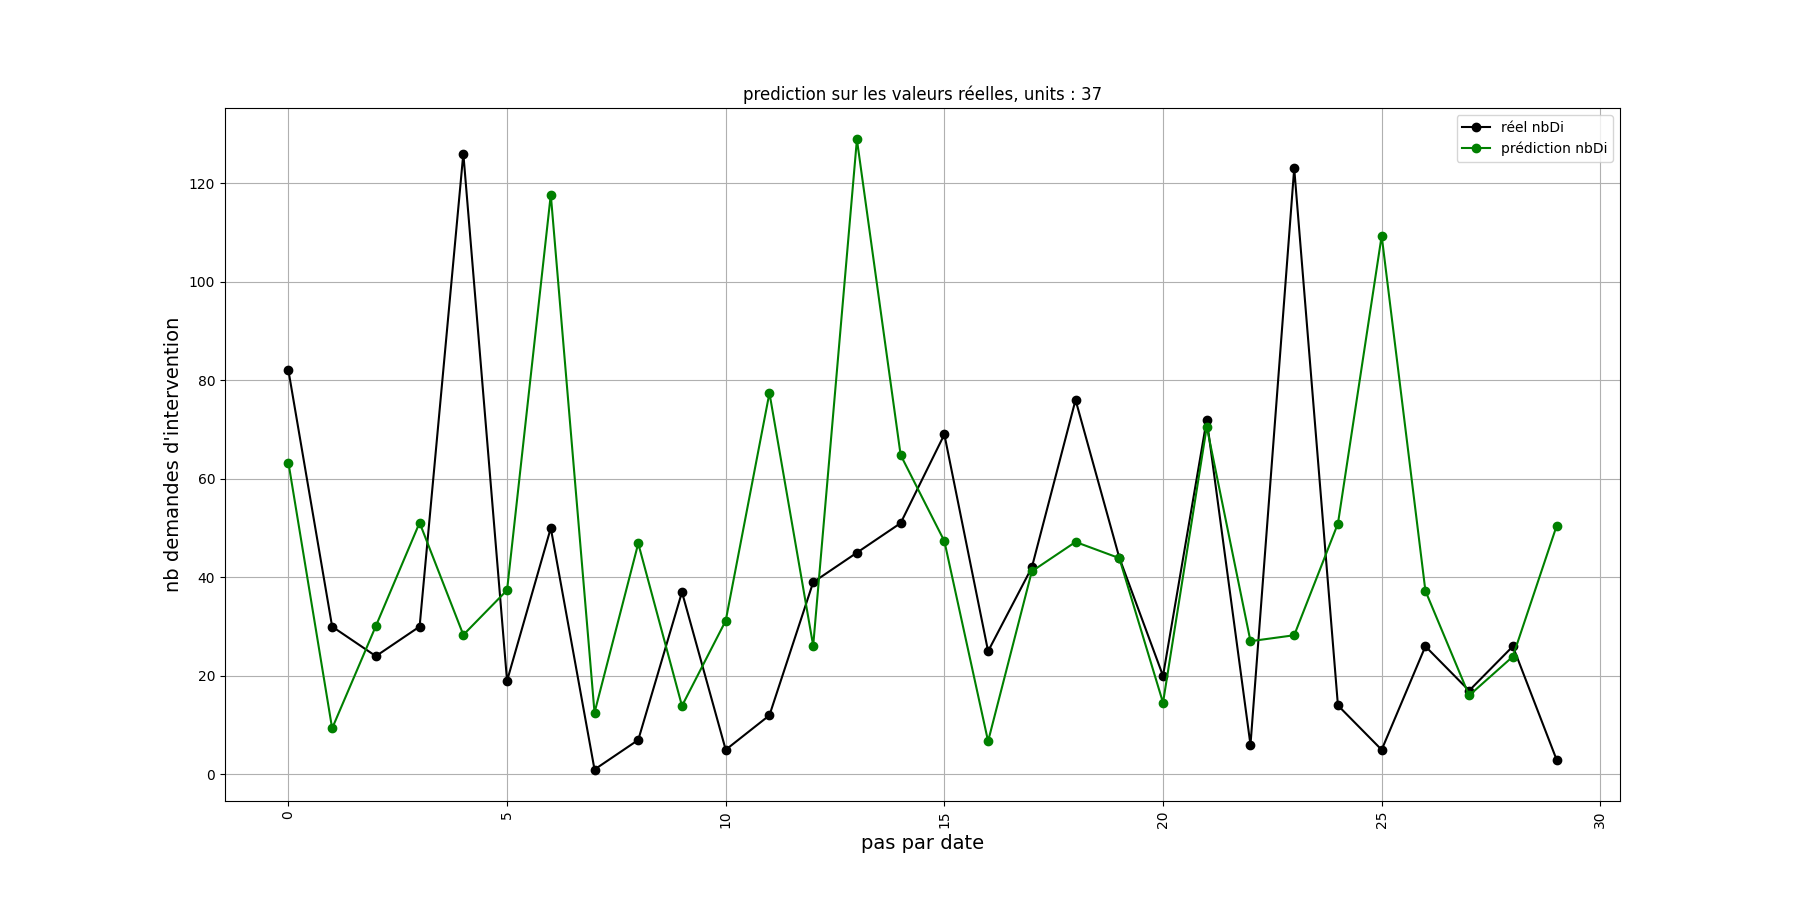 prediction sur les valeurs réelles, units : 37
réel nbDi
prédiction nbDi
nb demandes d'intervention
120
100
80
60
40
20
0
0
5
10
15
20
25
30
pas par date